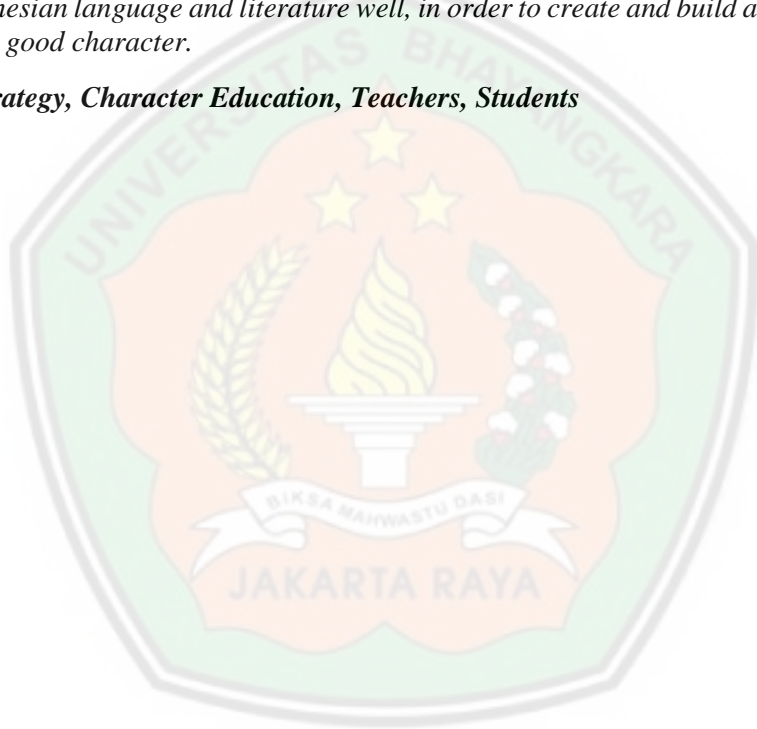 nesian language and literature well, in order to create and build a
good character.
rategy, Character Education, Teachers, Students
UNIVERSITAS BHAYANGKARA
BIKSA MAHWASTU DASI
JAKARTA RAYA